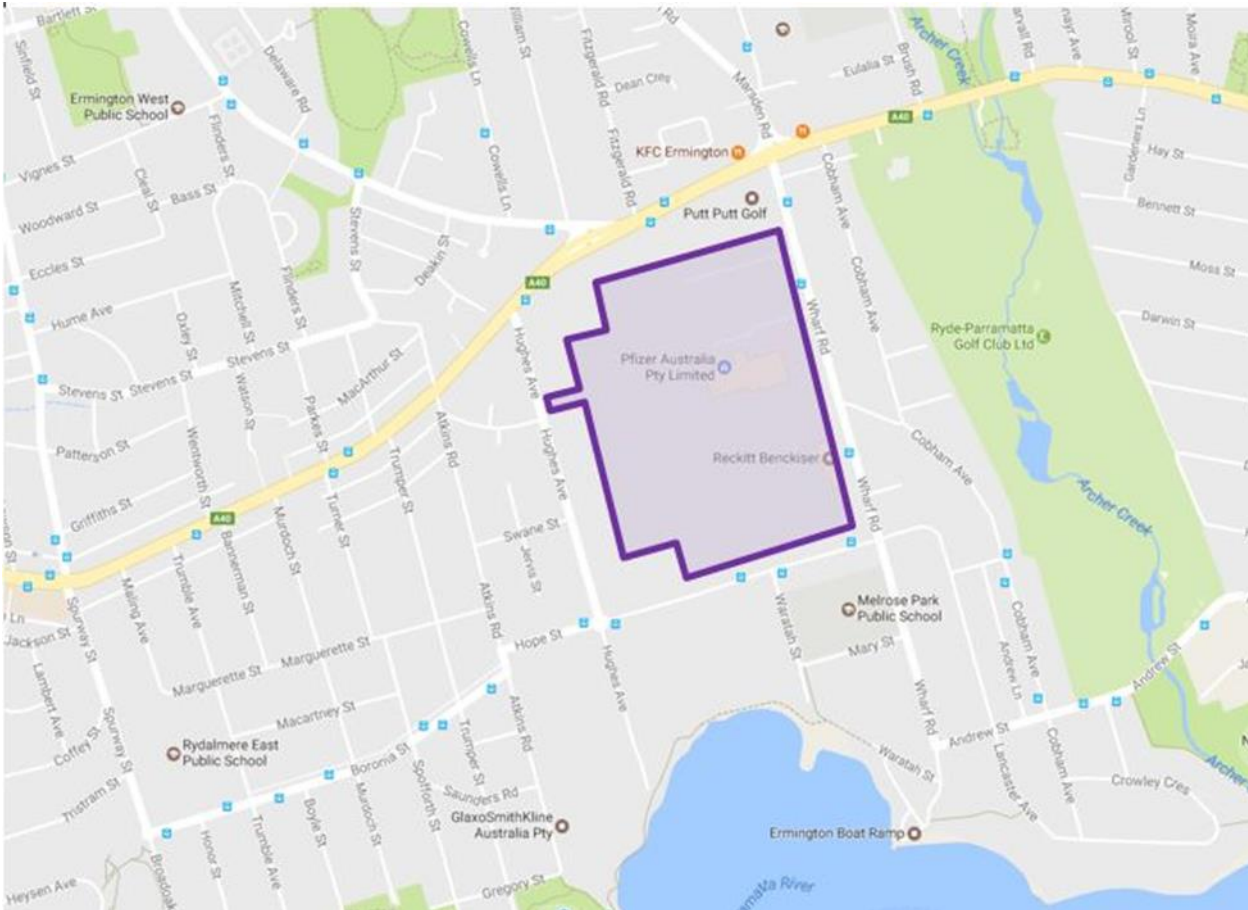 Bartlett St
Sinfield St
Delaware Rd
Cowells Ln
William St
Fitzgerald Rd
Dean Cres
Marsden Rd
Eulalia St
Brush Rd
Archer Creek
Mirool St
Moira Ave
Ermington West
Public School
Flinders St
KFC Ermington
A40
Gardeners Ln
Hay St
Vignes St
Cleal St
Bass St
Cowells Ln
Fitzgerald Rd
Cobham Ave
Woodward St
Stevens St
Putt Putt Golf
Bennett St
Eccles St
Deakin St
Flinders St
A40
Cobham Ave
Moss St
Hume Ave
Oxley St
Mitchell St
Stevens St
Hughes Ave
Wharf Rd
Ryde-Parramatta
Golf Club Ltd
Darwin St
Pfizer Australia
Pty Limited
MacArthur St
Stevens St
Stevens St
Watson St
Parkes St
Atkins Rd
Patterson St
Wentworth St
Trumper St
Hughes Ave
Cobham Ave
Reckitt Benckiser
Wharf Rd
Archer Creek
Griffiths St
A40
Murdoch St
Turner St
Swane St
Jervis St
Bannerman St
Trumble Ave
Maling Ave
Spurway St
Jackson St
Ln
Atkins Rd
Hope St
Waratah St
Melrose Park
Public School
Cobham Ave
Andrew Ln
Mary St
Marguerette St
Marguerette St
Lambert Ave
Hughes Ave
Wharf Rd
Andrew St
Macartney St
Atkins Rd
Andrew St
Coffey St
Spurway St
Rydalmere East
Public School
Boronia St
Trumper St
Waratah St
Lancaster Ave
Cobham Ave
Crowley Cres
Archer
Tristram St
Saunders Rd
Spofforth St
Murdoch St
Boyle St
Trumble Ave
Honor St
GlaxoSmithKline
Australia Pty
Ermington Boat Ramp
Broadoak
Heysen Ave
Gregory St
River